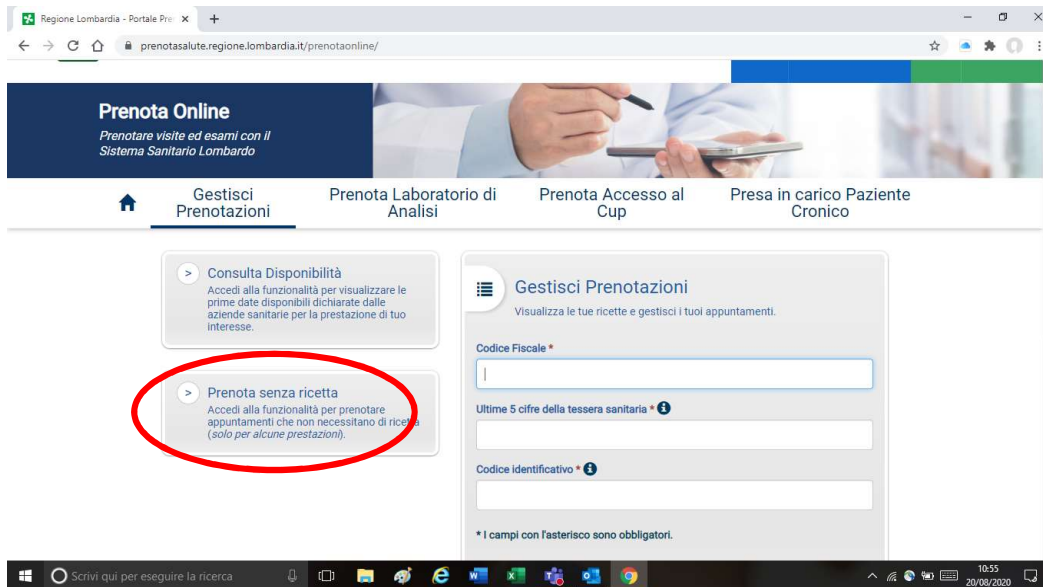 Regione Lombardia - Portale Pre
prenotasalute.regione.lombardia.it/prenotaonline/
Prenota Online
Prenotare visite ed esami con il
Sistema Sanitario Lombardo
Gestisci
Prenotazioni
Prenota Laboratorio di
Analisi
Prenota Accesso al
Cup
Presa in carico Paziente
Cronico
> Consulta Disponibilità
Accedi alla funzionalità per visualizzare le
prime date disponibili dichiarate dalle
aziende sanitarie per la prestazione di tuo
interesse.
> Prenota senza ricetta
Accedi alla funzionalità per prenotare
appuntamenti che non necessitano di ricetta
(solo per alcune prestazioni).
Gestisci Prenotazioni
Visualizza le tue ricette e gestisci i tuoi appuntamenti.
Codice Fiscale *
Ultime 5 cifre della tessera sanitaria *
Codice identificativo *
* I campi con l'asterisco sono obbligatori.
Scrivi qui per eseguire la ricerca
10:55
20/08/2020